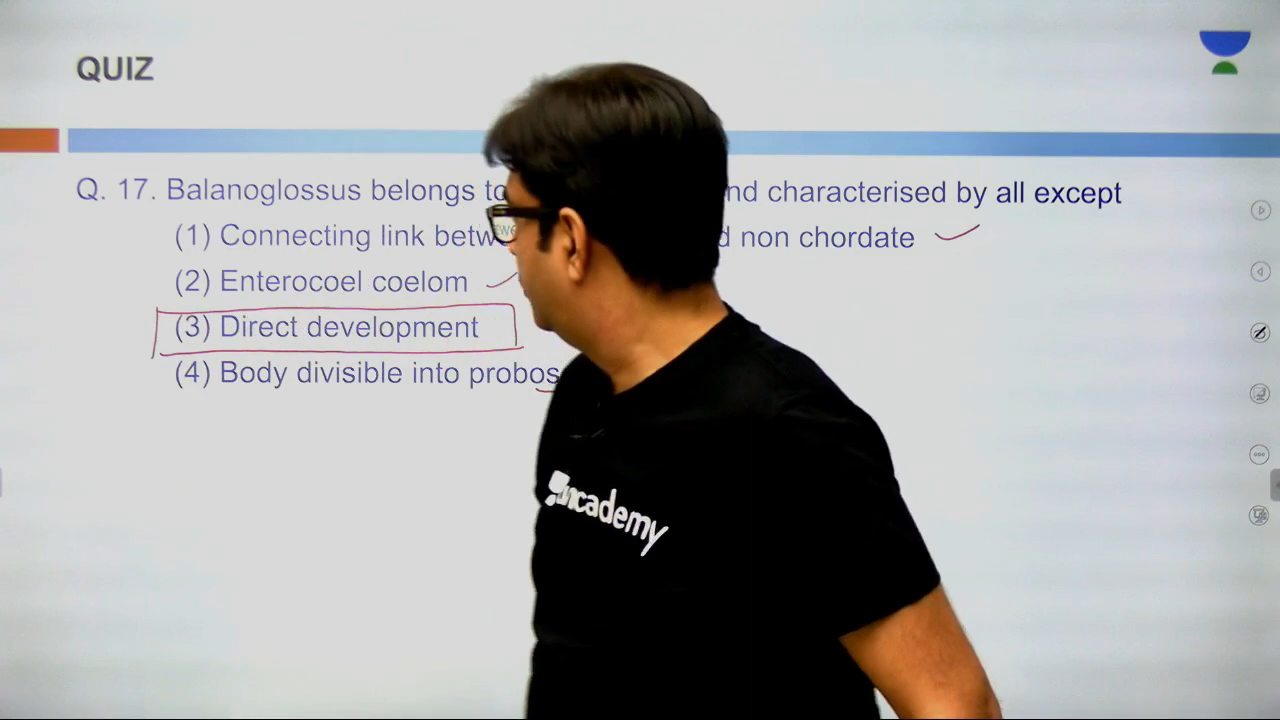 QUIZ
Q. 17. Balanoglossus belongs to nd characterised by all except
(1) Connecting link betwe d non chordate
(2) Enterocoel coelom
(3) Direct development
(4) Body divisible into probos
unacademy